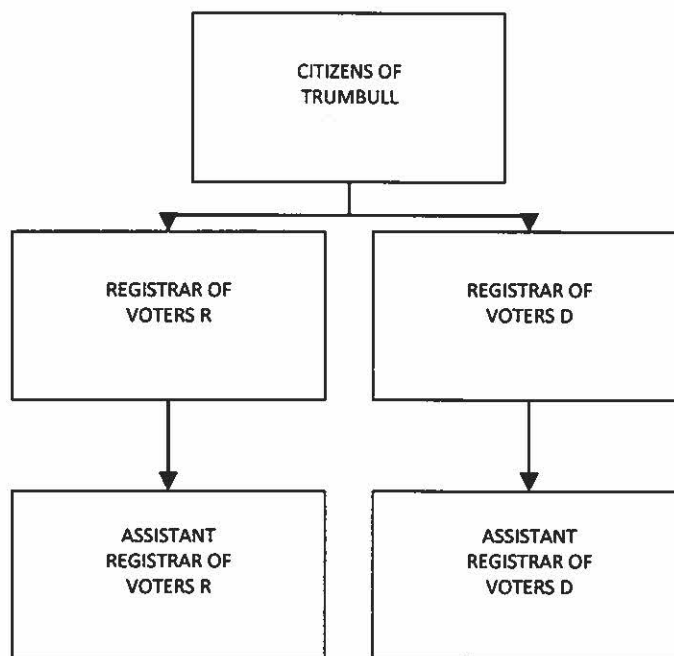 CITIZENS OF
TRUMBULL
REGISTRAR OF
VOTERS R
REGISTRAR OF
VOTERS D
ASSISTANT
REGISTRAR OF
VOTERS R
ASSISTANT
REGISTRAR OF
VOTERS D